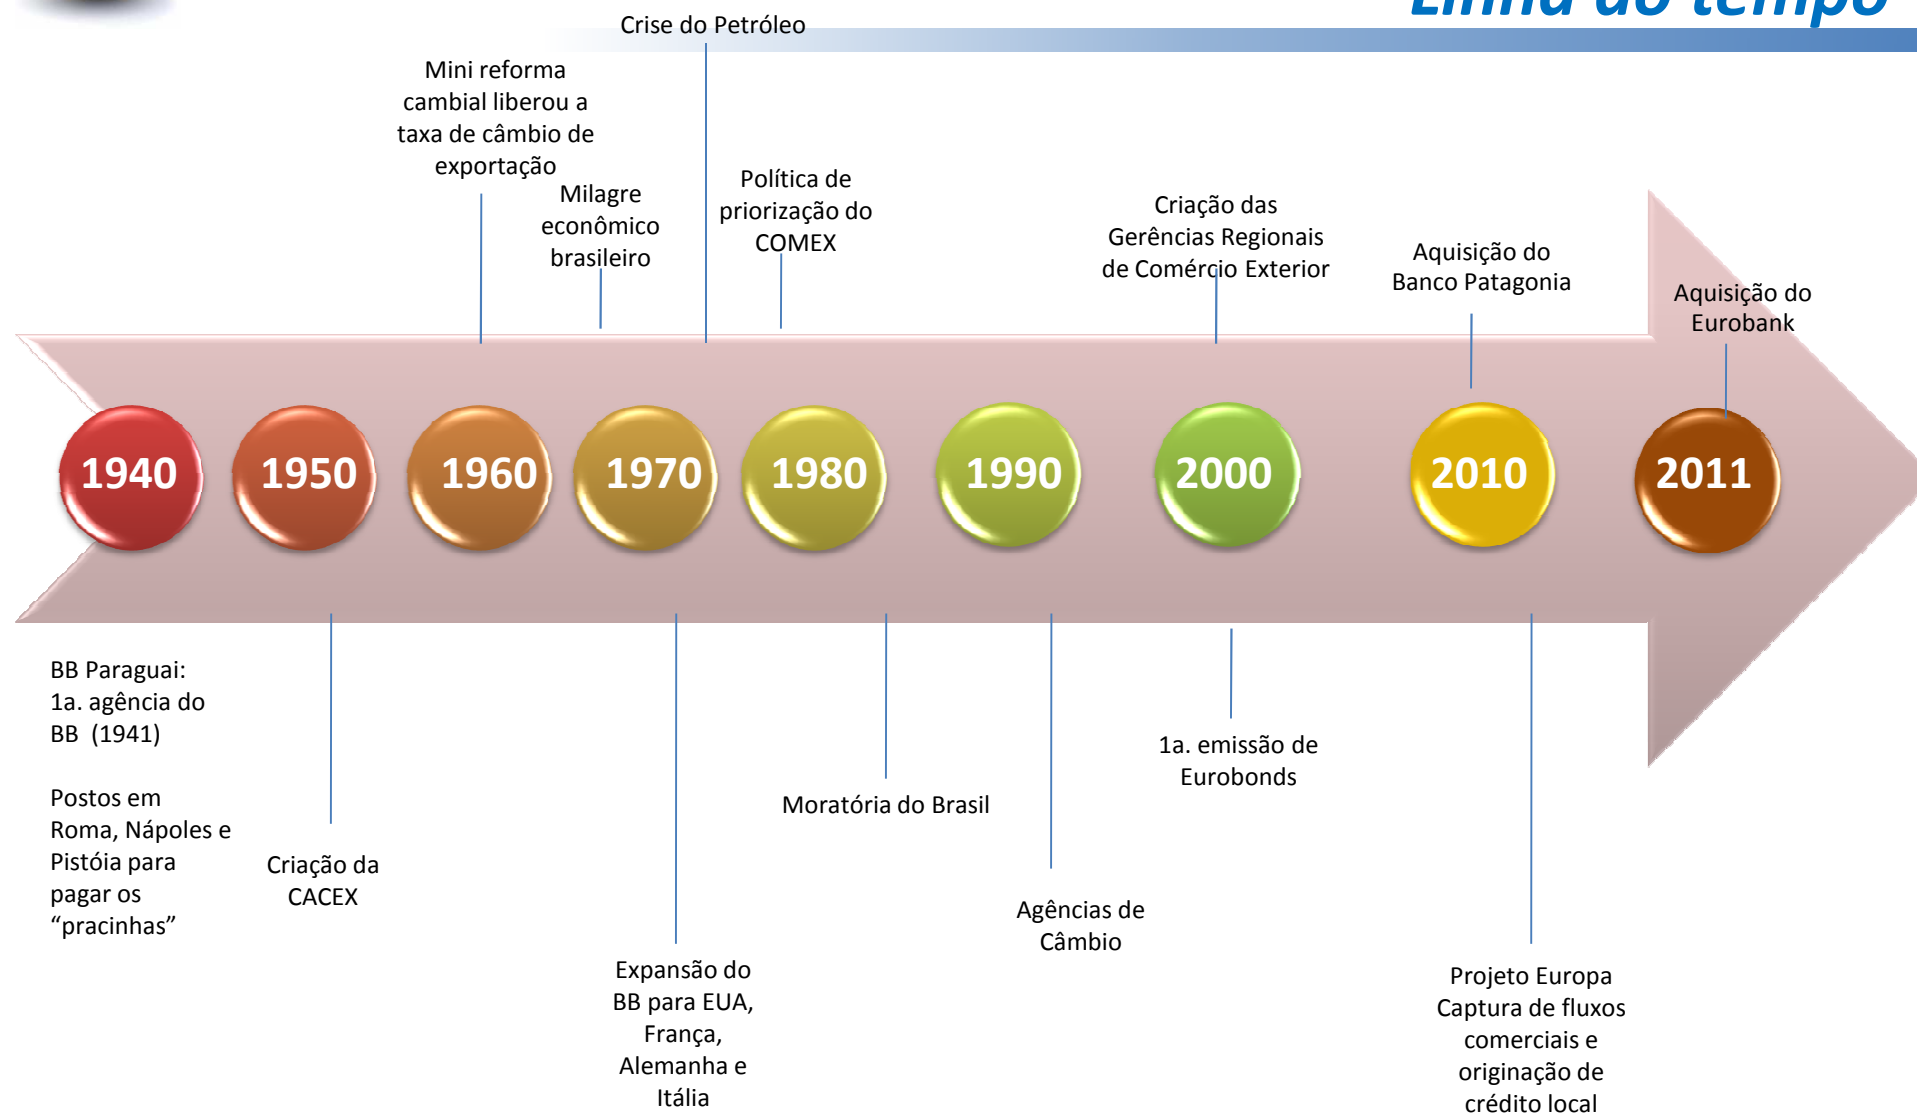 Linha do tempo
Crise do Petróleo
Mini reforma
cambial liberou a
taxa de câmbio de
exportação
Milagre
econômico
brasileiro
Política de
priorização do
COMEX
Criação das
Gerências Regionais
de Comércio Exterior
Aquisição do
Banco Patagonia
Aquisição do
Eurobank
1940
1950
1960
1970
1980
1990
2000
2010
2011
BB Paraguai:
1a. agência do
BB (1941)
Postos em
Roma, Nápoles e
Pistóia para
pagar os
“pracinhas”
Criação da
CACEX
Expansão do
BB para EUA,
França,
Alemanha e
Itália
Moratória do Brasil
Agências de
Câmbio
1a. emissão de
Eurobonds
Projeto Europa
Captura de fluxos
comerciais e
originação de
crédito local